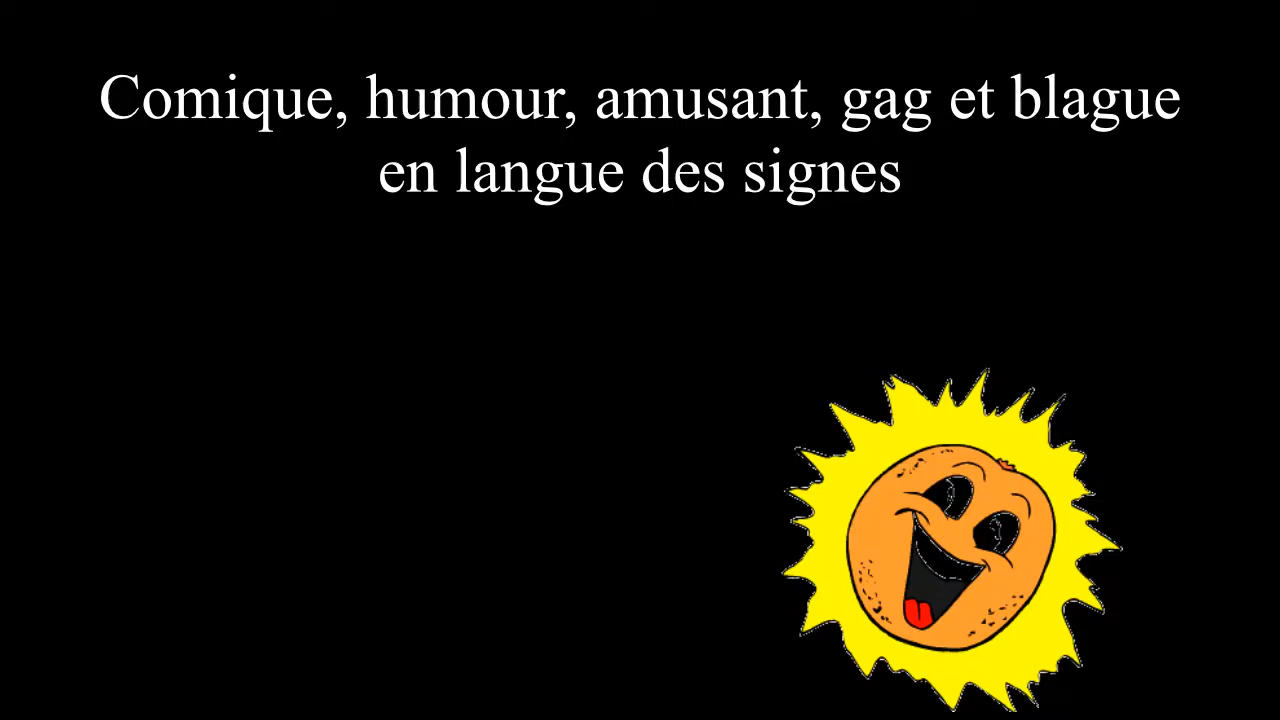 Comique, humour, amusant, gag et blague
en langue des signes